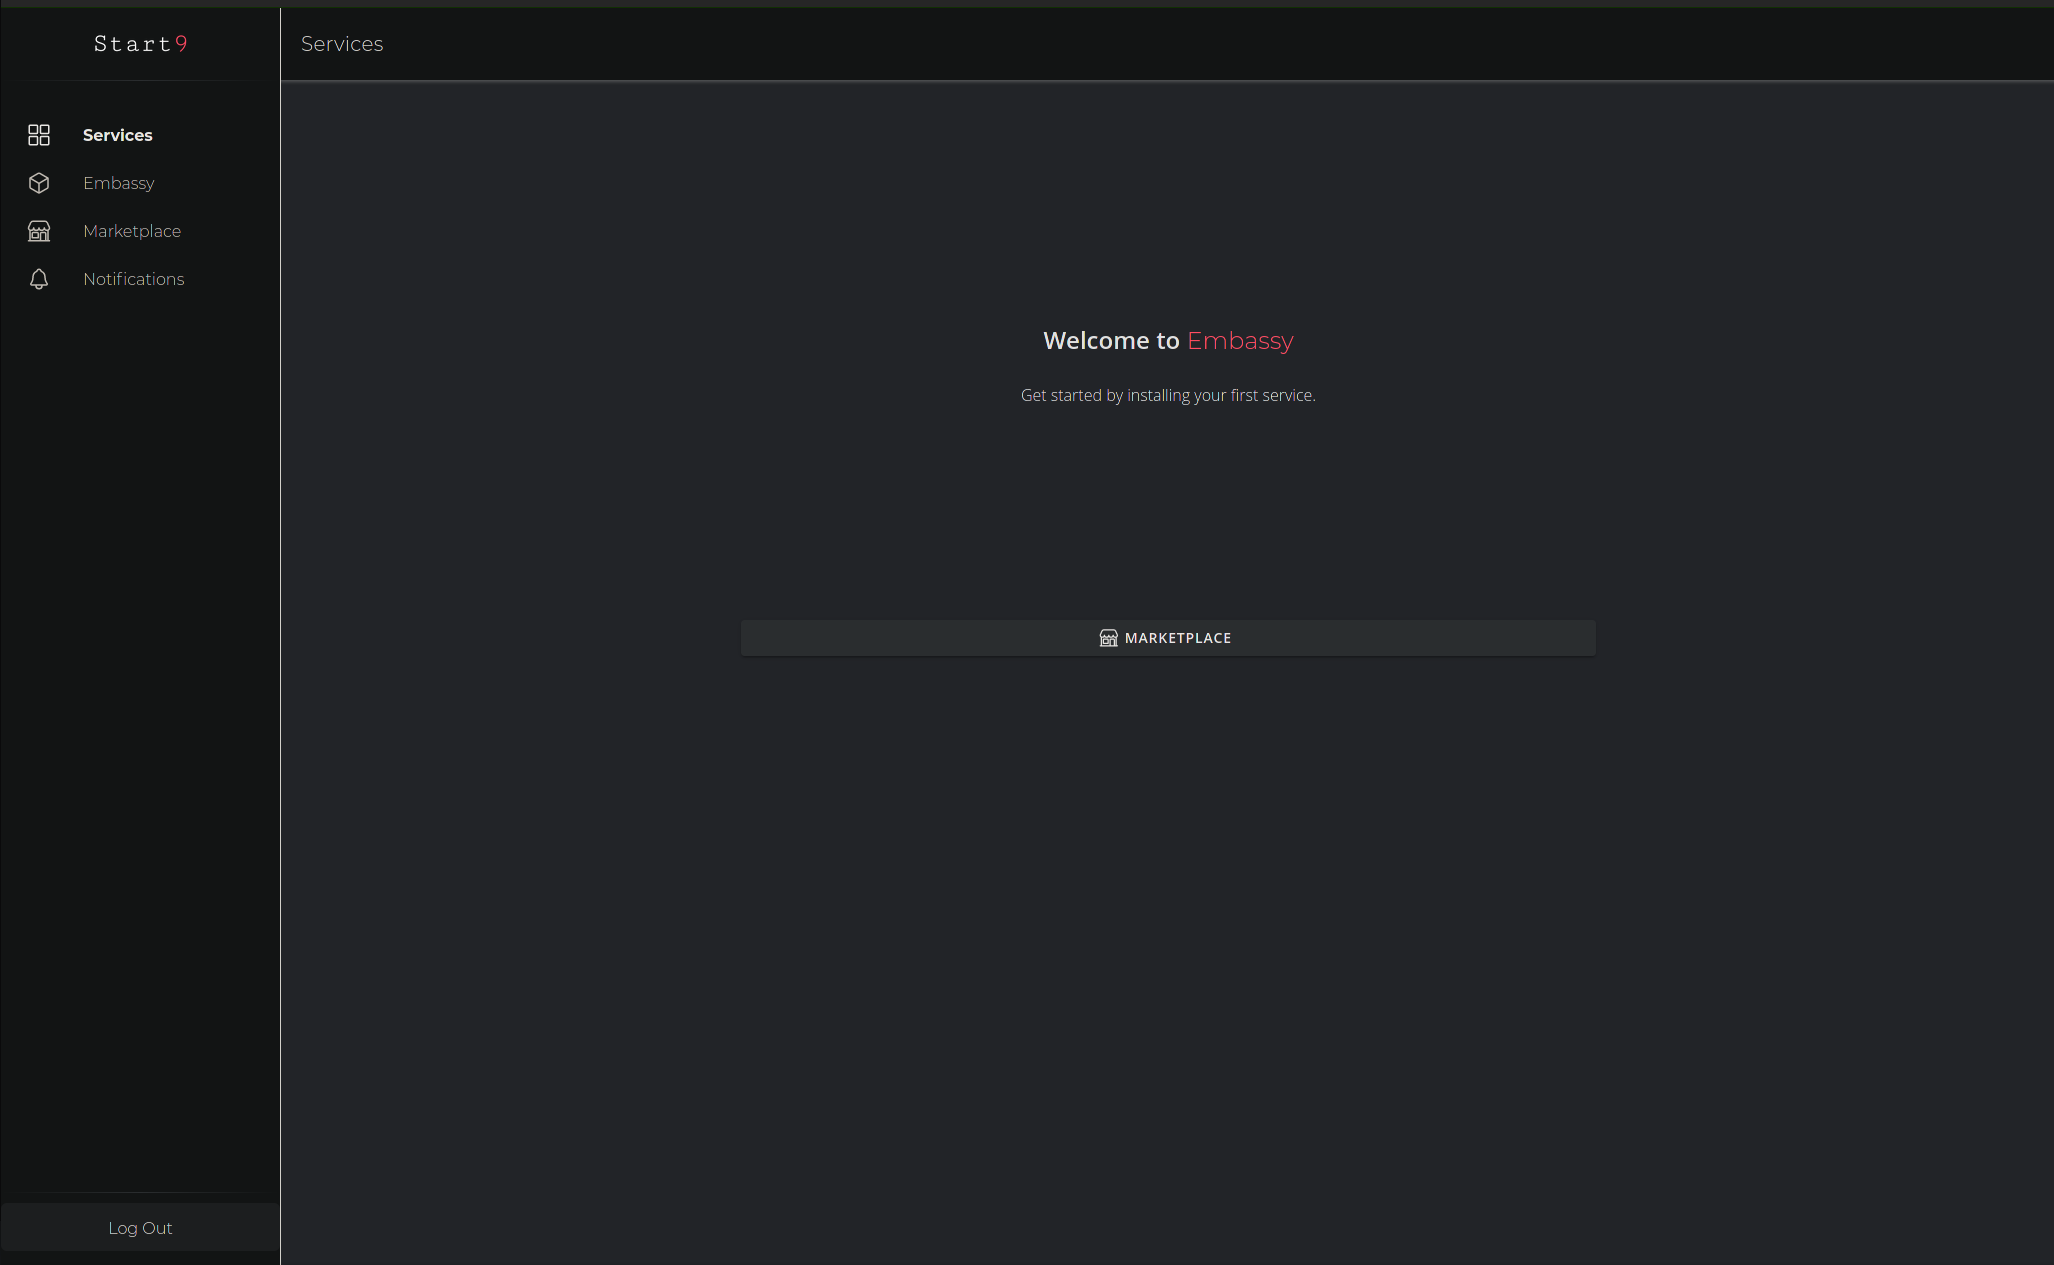 Start9
Services
Services
Embassy
Marketplace
Notifications
Welcome to Embassy
Get started by installing your first service.
MARKETPLACE
Log Out